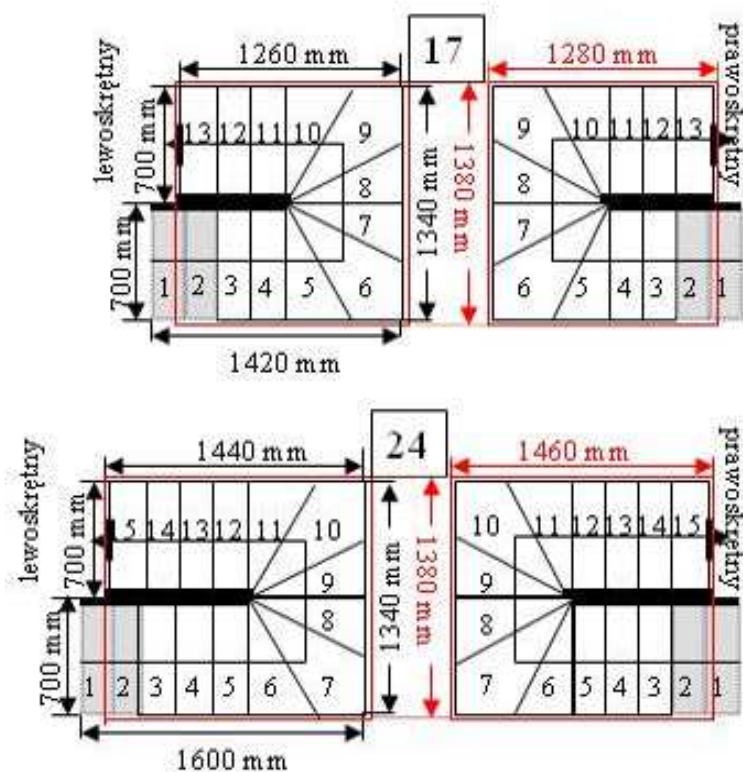 1260 mm
17
1280 mm
lewoskrętny
prawoskrętny
700 mm
13 12 11 10 9
9 10 11 12 13
8
8
7
7
1340 mm
1380 mm
700 mm
1 2 3 4 5 6
6 5 4 3 2 1
1420 mm
1440 mm
24
1460 mm
lewoskrętny
prawoskrętny
700 mm
15 14 13 12 11 10
10 11 12 13 14 15
9
9
8
8
1380 mm
1340 mm
700 mm
1 2 3 4 5 6 7
7 6 5 4 3 2 1
1600 mm